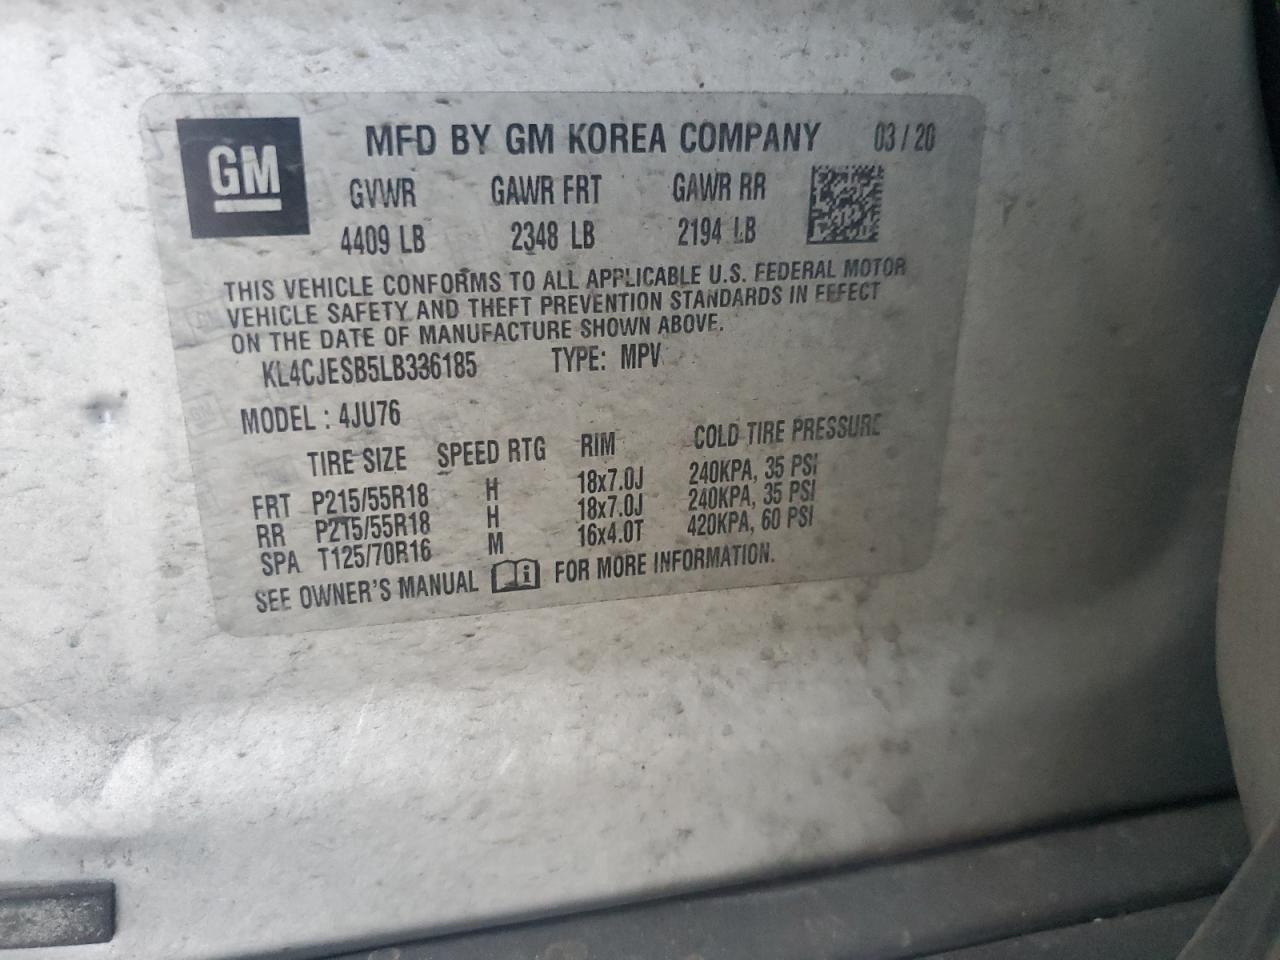 GM
MFD BY GM KOREA COMPANY 03 / 20
GVWR GAWR FRT GAWR RR
4409 LB 2348 LB 2194 LB
THIS VEHICLE CONFORMS TO ALL APPLICABLE U.S. FEDERAL MOTOR
VEHICLE SAFETY AND THEFT PREVENTION STANDARDS IN EFFECT
ON THE DATE OF MANUFACTURE SHOWN ABOVE.
KL4CJESB5LB336185 TYPE: MPV
MODEL : 4JU76
TIRE SIZE SPEED RTG RIM COLD TIRE PRESSURE
FRT P215/55R18 H 18x7.0J 240KPA, 35 PSI
RR P215/55R18 H 18x7.0J 240KPA, 35 PSI
SPA T125/70R16 M 16x4.0T 420KPA, 60 PSI
SEE OWNER'S MANUAL FOR MORE INFORMATION.